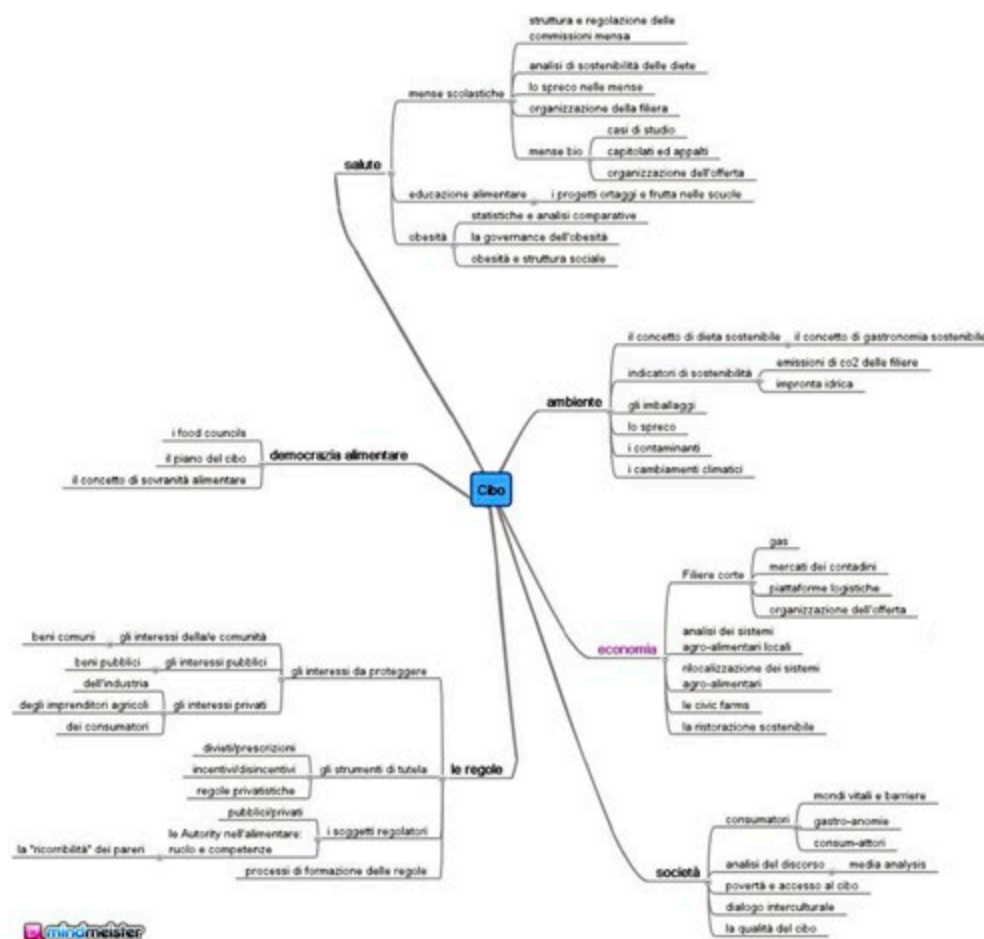 struttura e regolazione delle
commissioni mensa
analisi di sostenibilità delle diete
mense scolastiche
lo spreco nelle mense
organizzazione della filiera
casi di studio
mense bio
capitolati ed appalti
organizzazione dell'offerta
salute
educazione alimentare
i progetti ortaggi e frutta nelle scuole
statistiche e analisi comparative
obesità
la governance dell'obesità
obesità e struttura sociale
il concetto di dieta sostenibile
il concetto di gastronomia sostenibile
emissioni di co2 delle filiere
indicatori di sostenibilità
impronta idrica
ambiente
gli imballaggi
lo spreco
i contaminanti
i cambiamenti climatici
i food councils
il piano del cibo
democrazia alimentare
il concetto di sovranità alimentare
Cibo
gas
Filiere corte
mercati dei contadini
piattaforme logistiche
organizzazione dell'offerta
economia
analisi dei sistemi
agro-alimentari locali
rilocalizzazione dei sistemi
agro-alimentari
le civic farms
la ristorazione sostenibile
beni comuni
gli interessi della/e comunità
beni pubblici
gli interessi pubblici
gli interessi da proteggere
dell'industria
degli imprenditori agricoli
gli interessi privati
dei consumatori
divieti/prescrizioni
incentivi/disincentivi
gli strumenti di tutela
le regole
regole privatistiche
pubblici/privati
le Autority nell'alimentare:
ruolo e competenze
i soggetti regolatori
la "ricorribilità" dei pareri
processi di formazione delle regole
mondi vitali e barriere
consumatori
gastro-anomie
consum-attori
società
analisi del discorso
media analysis
povertà e accesso al cibo
dialogo interculturale
la qualità del cibo
mindmeister